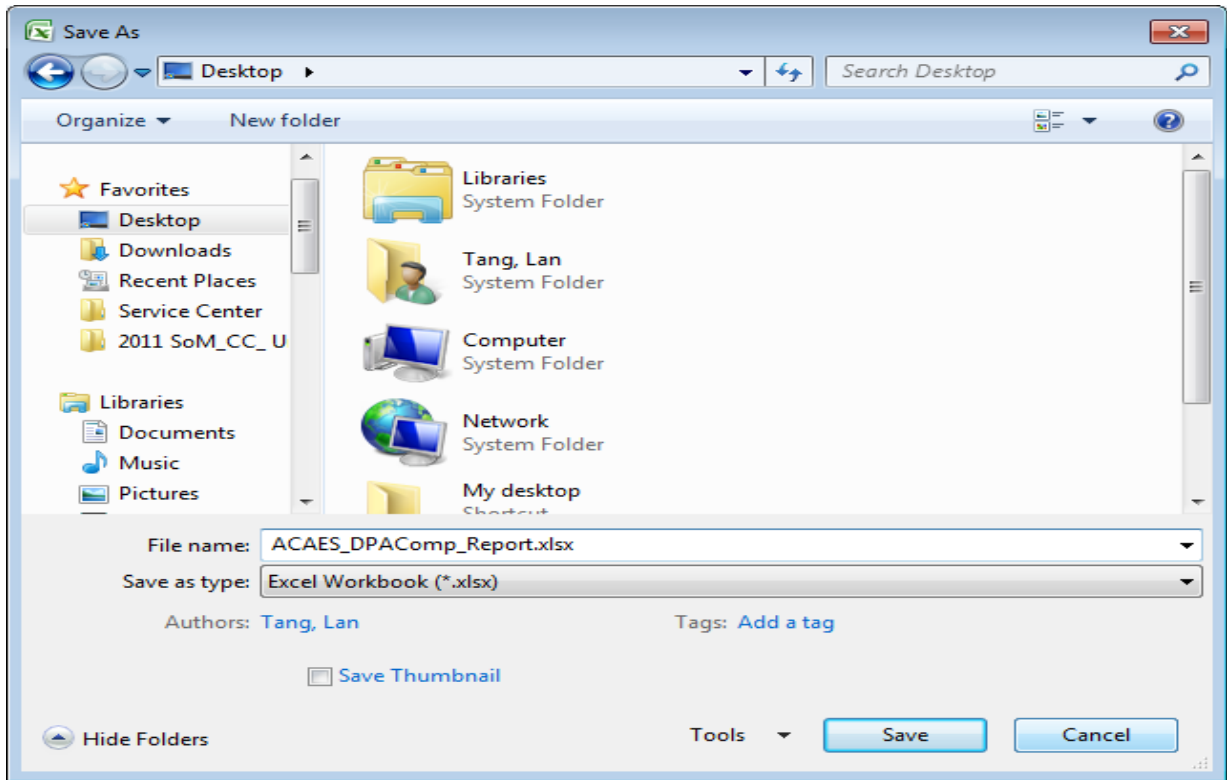 Save As
Desktop
Search Desktop
Organize
New folder
Favorites
Desktop
Downloads
Recent Places
Service Center
2011 SoM_CC_ U
Libraries
Documents
Music
Pictures
Libraries
System Folder
Tang, Lan
System Folder
Computer
System Folder
Network
System Folder
My desktop
Shortcut
File name: ACAES_DPAComp_Report.xlsx
Save as type: Excel Workbook (*.xlsx)
Authors: Tang, Lan
Tags: Add a tag
Save Thumbnail
Hide Folders
Tools
Save
Cancel